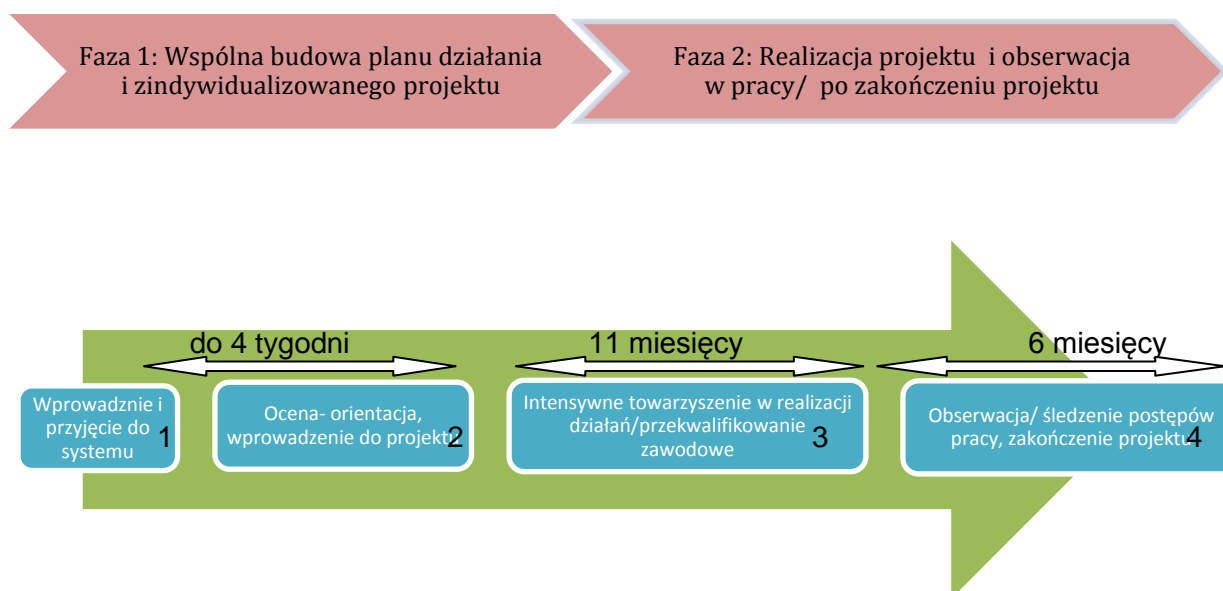 Faza 1: Wspólna budowa planu działania
i zindywidualizowanego projektu
Faza 2: Realizacja projektu i obserwacja
w pracy/ po zakończeniu projektu
do 4 tygodni
11 miesięcy
6 miesięcy
Wprowadznie i
przyjęcie do
systemu
1
Ocena- orientacja,
wprowadzenie do projektu
2
Intensywne towarzyszenie w realizacji
działań/przekwalifikowanie
zawodowe
3
Obserwacja/ śledzenie postępów
pracy, zakończenie projektu
4